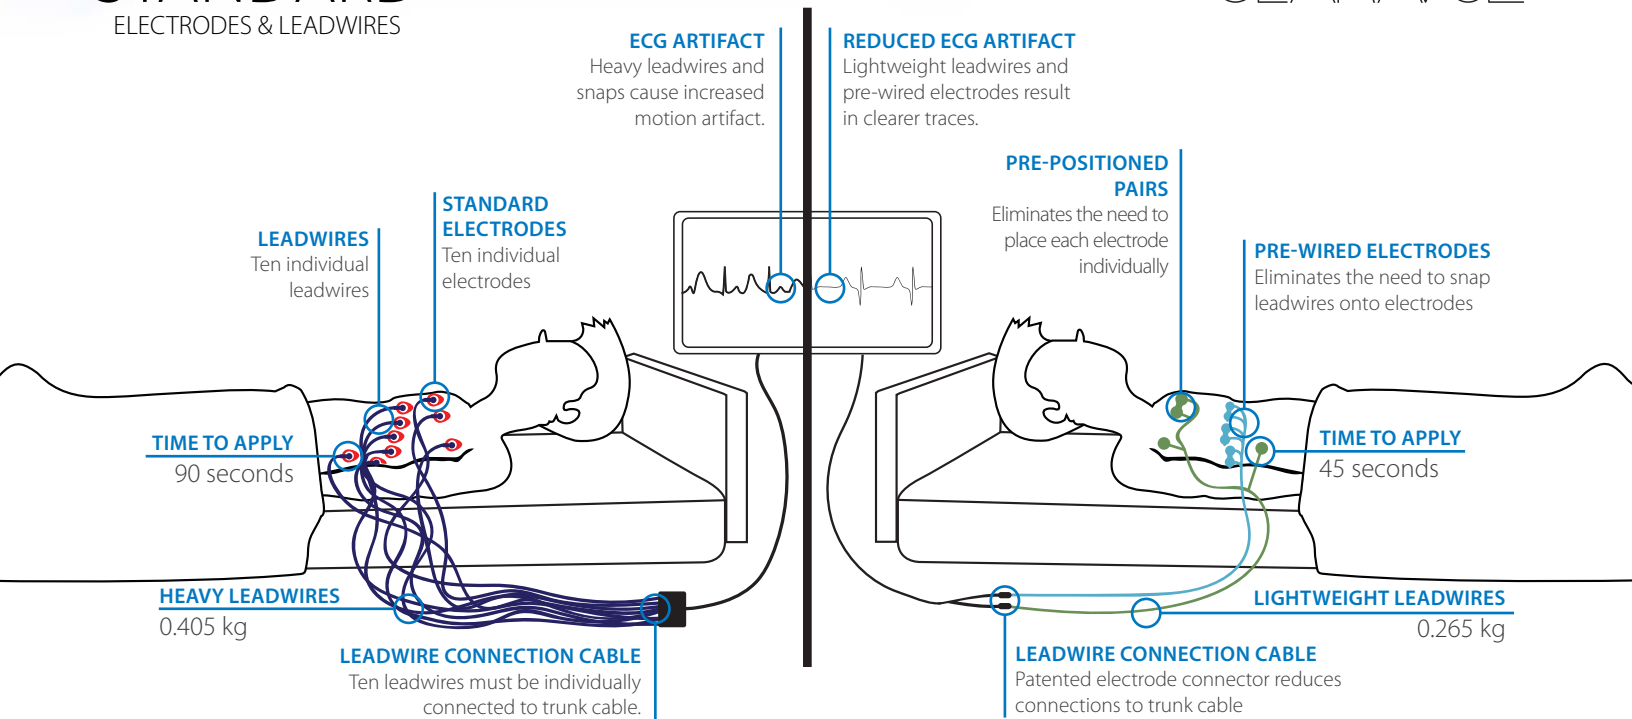 STANDARD
ELECTRODES & LEADWIRES
ECG ARTIFACT
Heavy leadwires and
snaps cause increased
motion artifact.
REDUCED ECG ARTIFACT
Lightweight leadwires and
pre-wired electrodes result
in clearer traces.
PRE-POSITIONED
PAIRS
Eliminates the need to
place each electrode
individually
STANDARD
ELECTRODES
Ten individual
electrodes
LEADWIRES
Ten individual
leadwires
PRE-WIRED ELECTRODES
Eliminates the need to snap
leadwires onto electrodes
TIME TO APPLY
90 seconds
TIME TO APPLY
45 seconds
HEAVY LEADWIRES
0.405 kg
LIGHTWEIGHT LEADWIRES
0.265 kg
LEADWIRE CONNECTION CABLE
Ten leadwires must be individually
connected to trunk cable.
LEADWIRE CONNECTION CABLE
Patented electrode connector reduces
connections to trunk cable